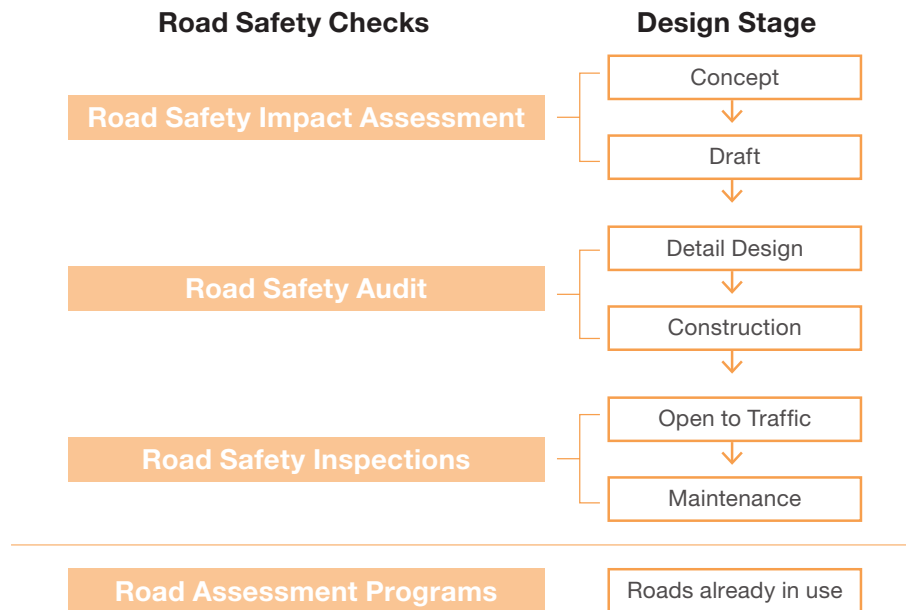 Road Safety Checks
Design Stage
Road Safety Impact Assessment
Concept
Draft
Road Safety Audit
Detail Design
Construction
Road Safety Inspections
Open to Traffic
Maintenance
Road Assessment Programs
Roads already in use